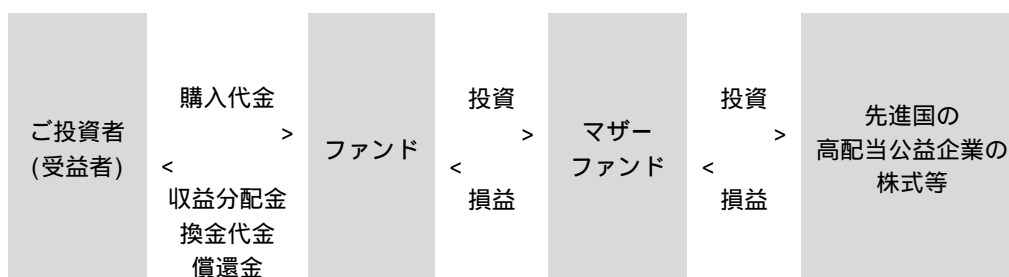 ご投資者
(受益者)
購入代金
>
<
収益分配金
換金代金
償還金
ファンド
投資
>
<
損益
マザー
ファンド
投資
>
<
損益
先進国の
高配当公益企業の
株式等